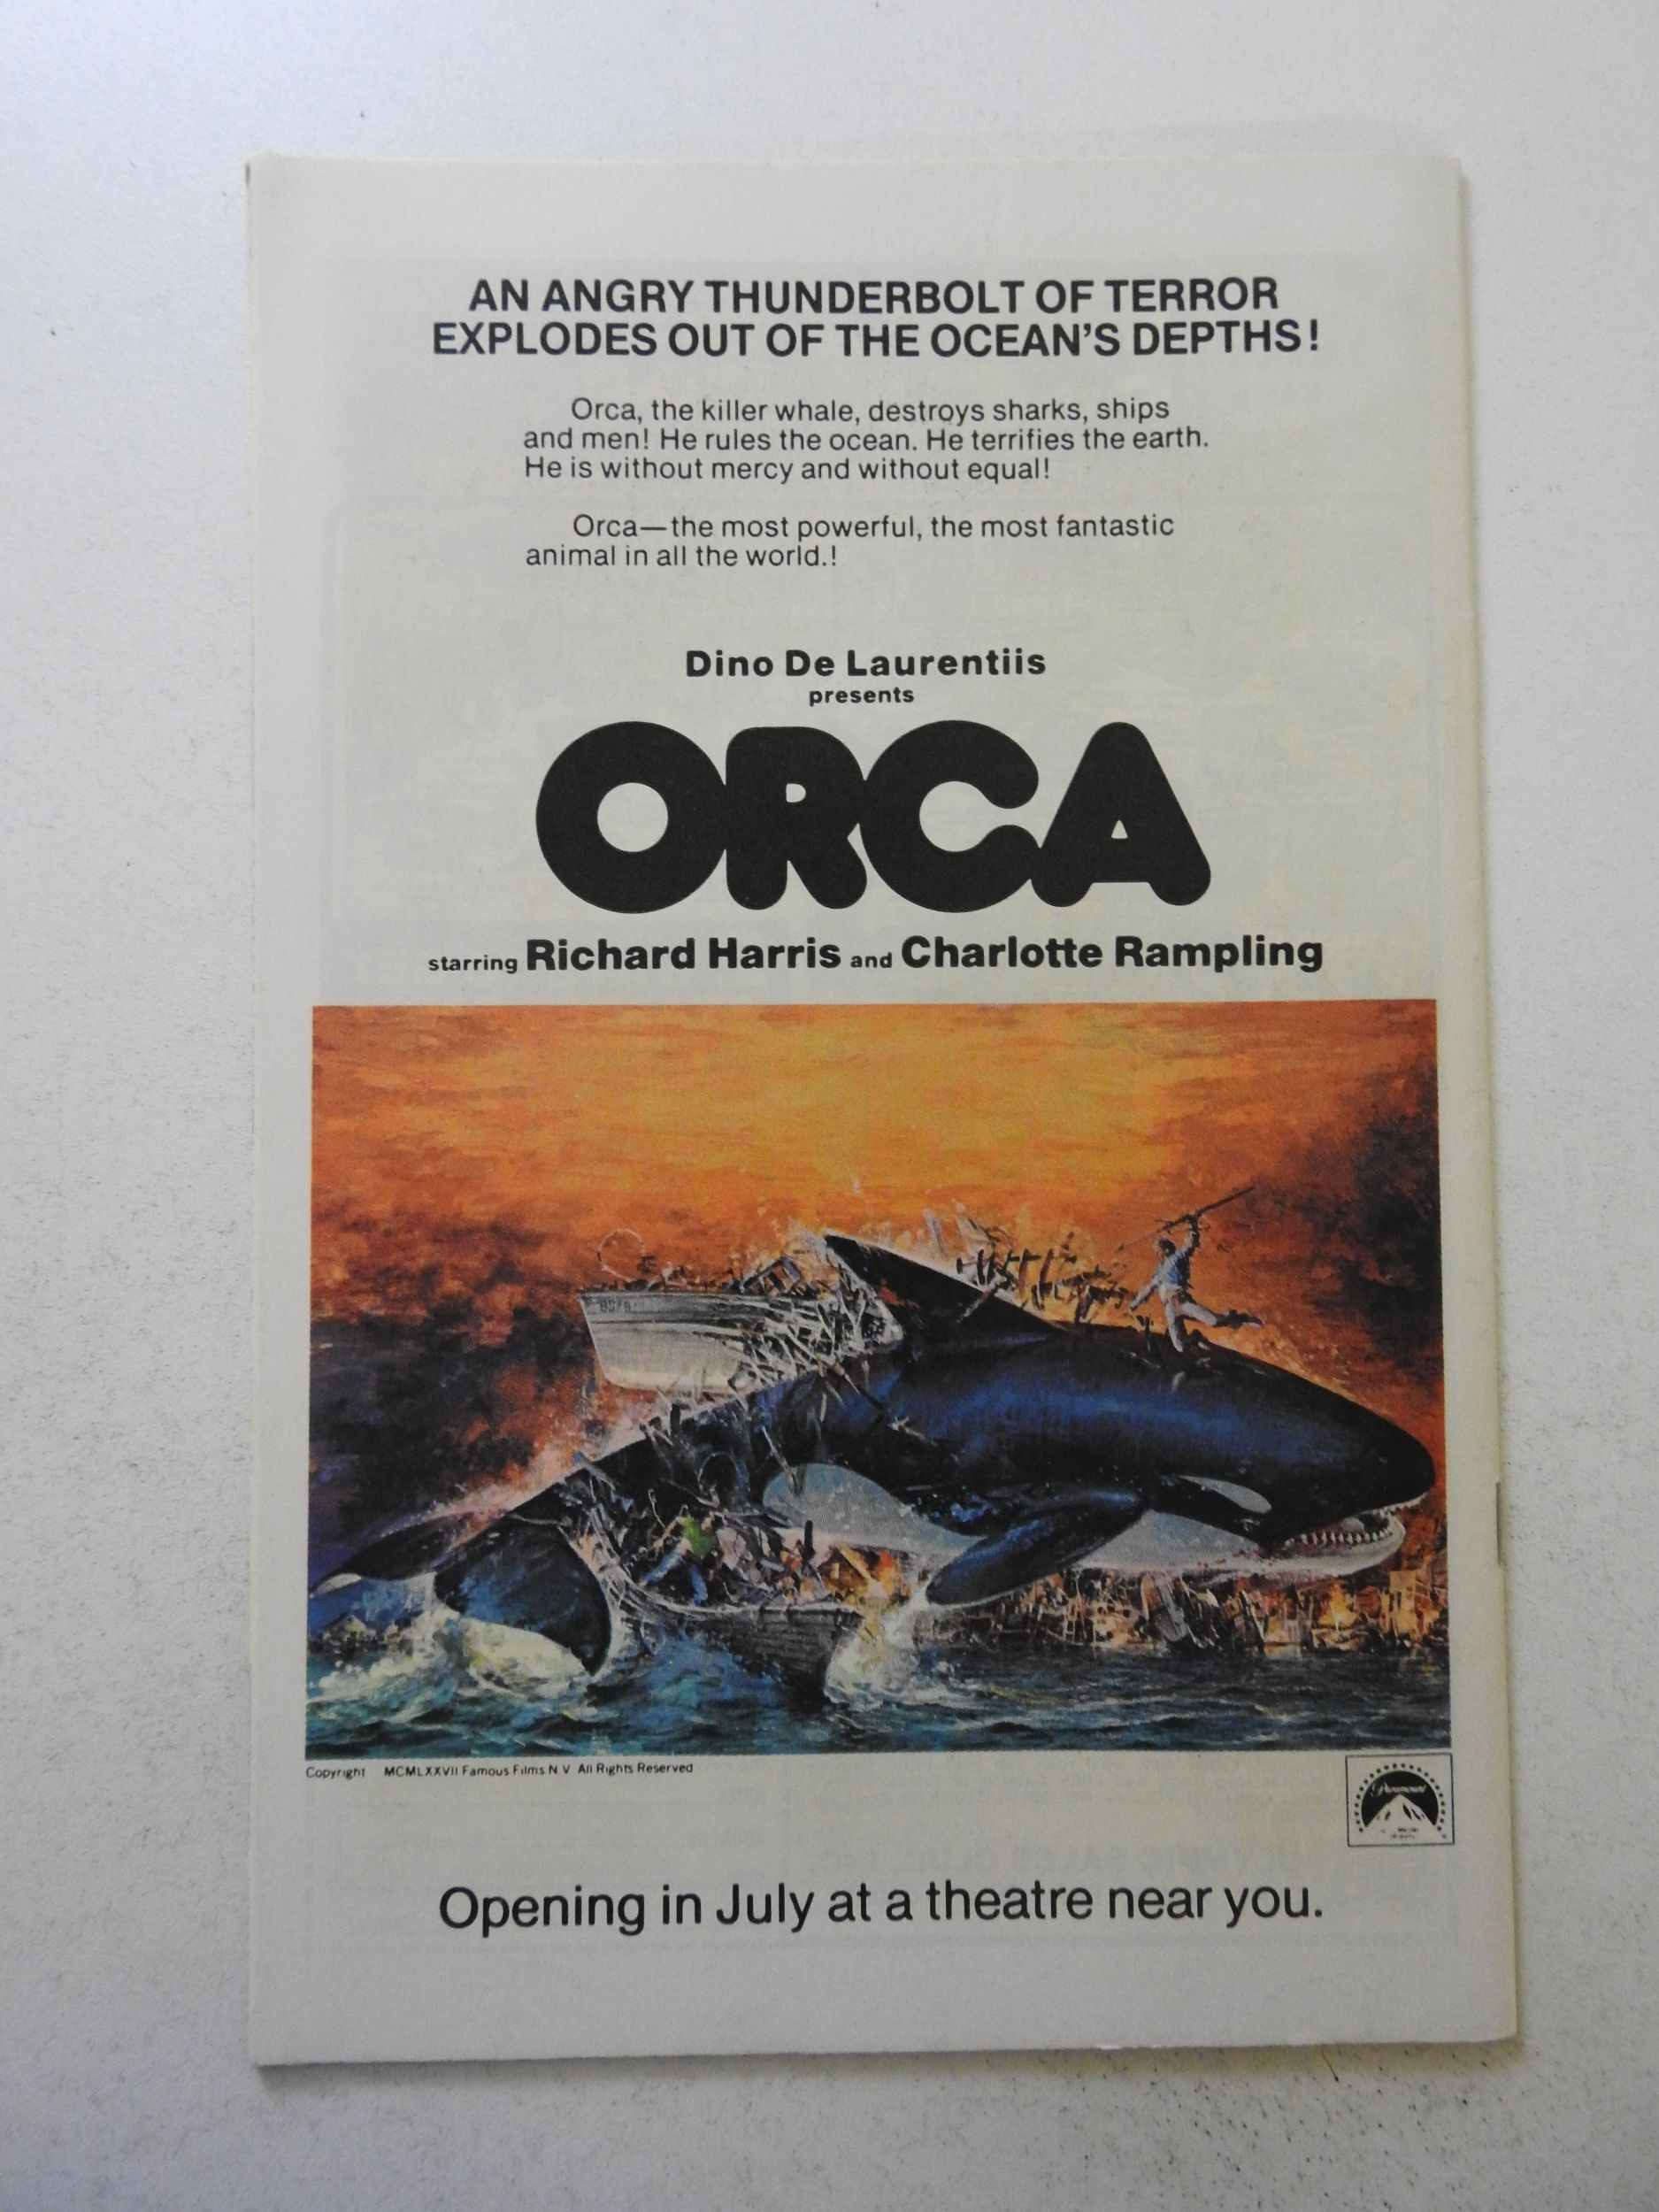 AN ANGRY THUNDERBOLT OF TERROR
EXPLODES OUT OF THE OCEAN'S DEPTHS!
Orca, the killer whale, destroys sharks, ships
and men! He rules the ocean. He terrifies the earth.
He is without mercy and without equal!
Orca—the most powerful, the most fantastic
animal in all the world.!
Dino De Laurentiis
presents
ORCA
starring Richard Harris and Charlotte Rampling
Copyright MCMLXXVII Famous Films N V All Rights Reserved
Paramount
Opening in July at a theatre near you.